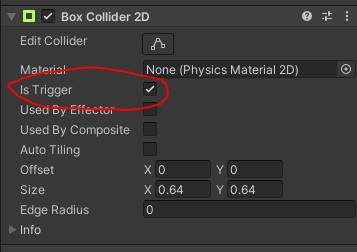 Box Collider 2D
Edit Collider
Material None (Physics Material 2D)
Is Trigger
Used By Effector
Used By Composite
Auto Tiling
Offset X 0 Y 0
Size X 0.64 Y 0.64
Edge Radius 0
Info